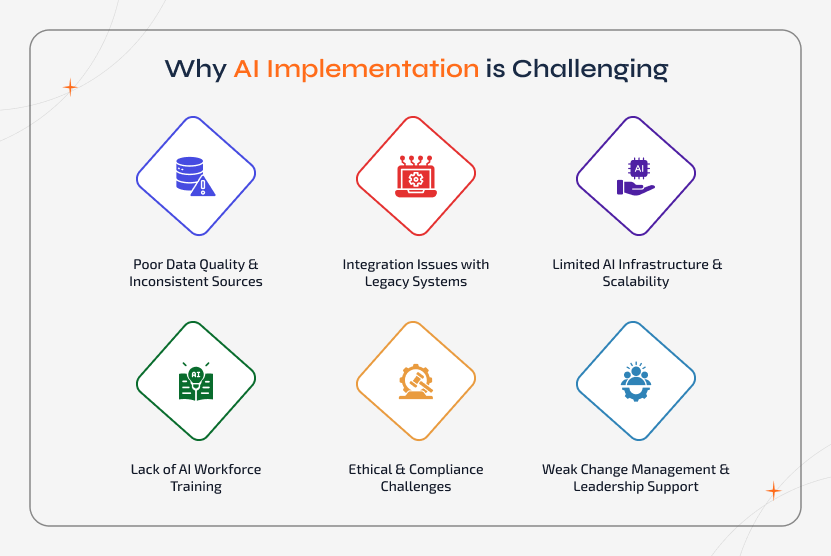 Why AI Implementation is Challenging
AI
Poor Data Quality &
Inconsistent Sources
Integration Issues with
Legacy Systems
Limited AI Infrastructure &
Scalability
AI
Lack of AI Workforce
Training
Ethical & Compliance
Challenges
Weak Change Management &
Leadership Support